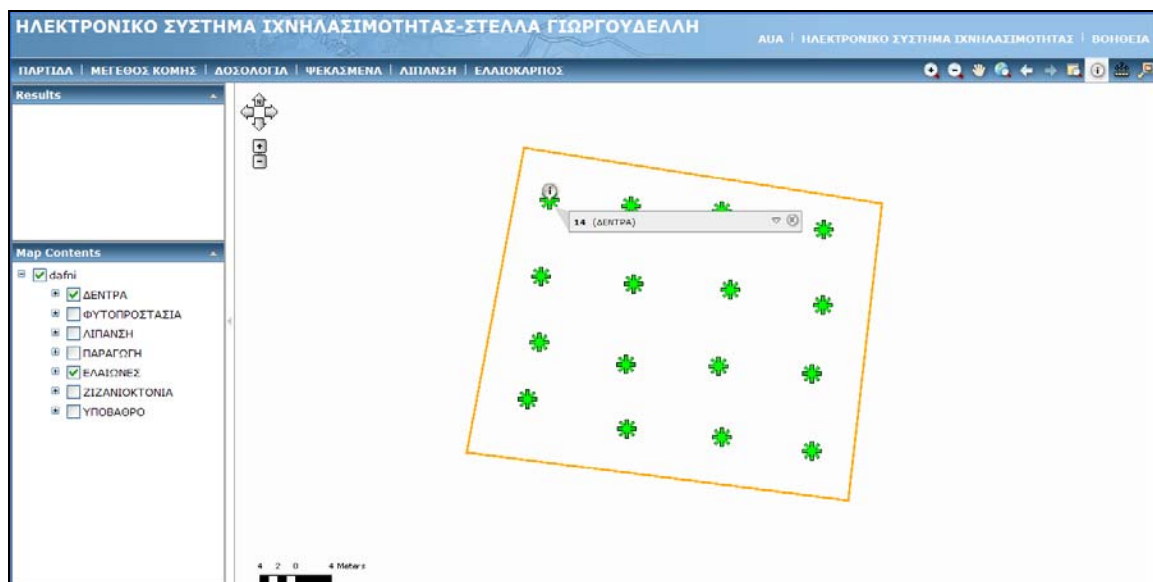 ΗΛΕΚΤΡΟΝΙΚΟ ΣΥΣΤΗΜΑ ΙΧΝΗΛΑΣΙΜΟΤΗΤΑΣ-ΣΤΕΛΛΑ ΓΙΩΡΓΟΥΔΕΛΛΗ
AUA | ΗΛΕΚΤΡΟΝΙΚΟ ΣΥΣΤΗΜΑ ΙΧΝΗΛΑΣΙΜΟΤΗΤΑΣ | ΒΟΗΘΕΙΑ
ΠΑΡΤΙΔΑ | ΜΕΓΕΘΟΣ ΚΟΜΗΣ | ΔΟΣΟΛΟΓΙΑ | ΨΕΚΑΣΜΕΝΑ | ΛΙΠΑΝΣΗ | ΕΛΑΙΟΚΑΡΠΟΣ
Results
N
14 (ΔΕΝΤΡΑ)
Map Contents
dafni
ΔΕΝΤΡΑ
ΦΥΤΟΠΡΟΣΤΑΣΙΑ
ΛΙΠΑΝΣΗ
ΠΑΡΑΓΩΓΗ
ΕΛΑΙΩΝΕΣ
ΖΙΖΑΝΙΟΚΤΟΝΙΑ
ΥΠΟΒΑΘΡΟ
4 2 0 4 Meters